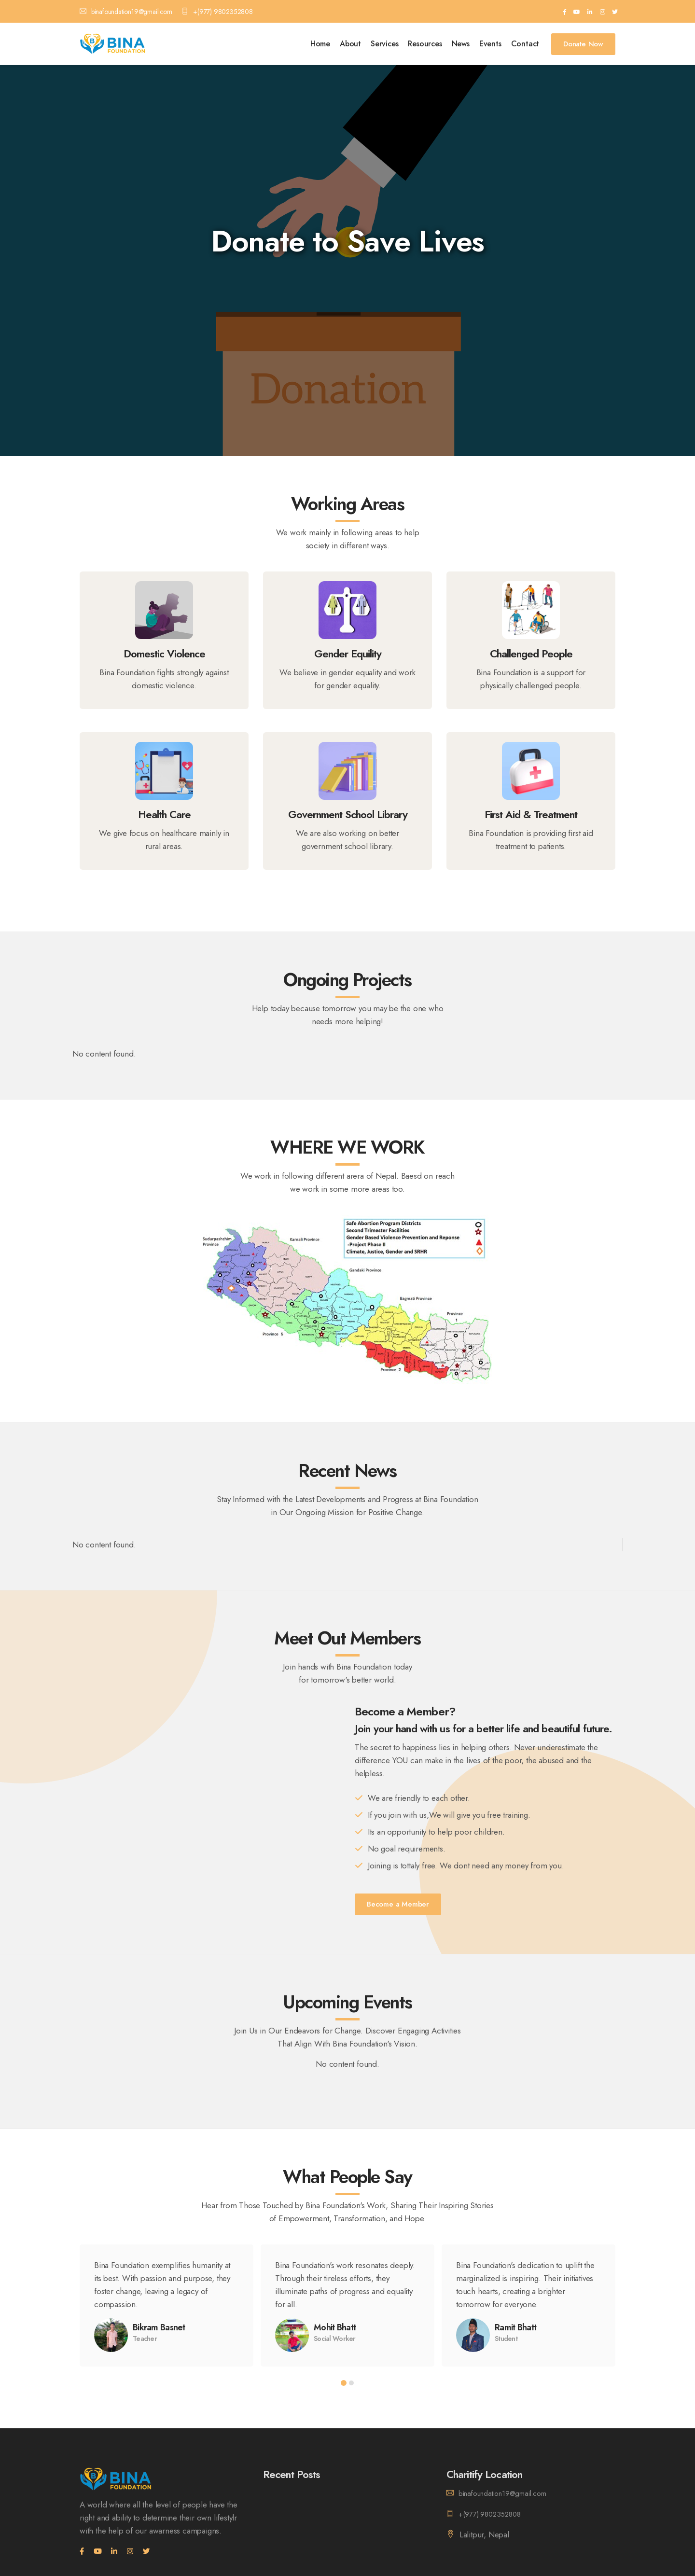 binafoundation19@gmail.com +(977) 9802352808
BINA
FOUNDATION
Home About Services Resources News Events Contact Donate Now
Donate to Save Lives
Donation
Working Areas
We work mainly in following areas to help
society in different ways.
Domestic Violence
Bina Foundation fights strongly against
domestic violence.
Gender Equility
We believe in gender equality and work
for gender equality.
Challenged People
Bina Foundation is a support for
physically challenged people.
Health Care
We give focus on healthcare mainly in
rural areas.
Government School Library
We are also working on better
government school library.
First Aid & Treatment
Bina Foundation is providing first aid
treatment to patients.
Ongoing Projects
Help today because tomorrow you may be the one who
needs more helping!
No content found.
WHERE WE WORK
We work in following different arera of Nepal. Baesd on reach
we work in some more areas too.
Safe Abortion Program Districts
Second Trimester Facilities
Gender Based Violence Prevention and Reponse
-Project Phase II
Climate, Justice, Gender and SRHR
Sudurpashchim
Province
Karnali Province
Gandaki Province
Bagmati Province
Province
1
Province 5
Province 2
Recent News
Stay Informed with the Latest Developments and Progress at Bina Foundation
in Our Ongoing Mission for Positive Change.
No content found.
Meet Out Members
Join hands with Bina Foundation today
for tomorrow's better world.
Become a Member?
Join your hand with us for a better life and beautiful future.
The secret to happiness lies in helping others. Never underestimate the
difference YOU can make in the lives of the poor, the abused and the
helpless.
We are friendly to each other.
If you join with us,We will give you free training.
Its an opportunity to help poor children.
No goal requirements.
Joining is tottaly free. We dont need any money from you.
Become a Member
Upcoming Events
Join Us in Our Endeavors for Change. Discover Engaging Activities
That Align With Bina Foundation's Vision.
No content found.
What People Say
Hear from Those Touched by Bina Foundation's Work, Sharing Their Inspiring Stories
of Empowerment, Transformation, and Hope.
Bina Foundation exemplifies humanity at
its best. With passion and purpose, they
foster change, leaving a legacy of
compassion.
Bikram Basnet
Teacher
Bina Foundation's work resonates deeply.
Through their tireless efforts, they
illuminate paths of progress and equality
for all.
Mohit Bhatt
Social Worker
Bina Foundation's dedication to uplift the
marginalized is inspiring. Their initiatives
touch hearts, creating a brighter
tomorrow for everyone.
Ramit Bhatt
Student
BINA
FOUNDATION
A world where all the level of people have the
right and ability to determine their own lifestylr
with the help of our awarness campaigns.
Recent Posts
Charitify Location
binafoundation19@gmail.com
+(977) 9802352808
Lalitpur, Nepal